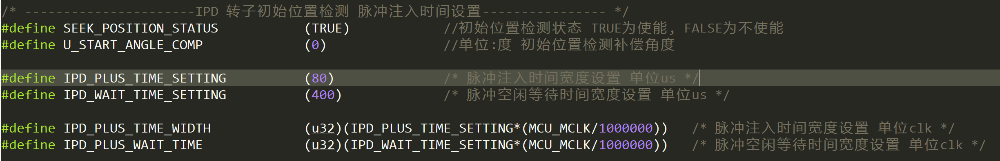 /* ----------------------IPD 转子初始位置检测 脉冲注入时间设置---------------- */
#define SEEK_POSITION_STATUS (TRUE) //初始位置检测状态 TRUE为使能, FALSE为不使能
#define U_START_ANGLE_COMP (0) //单位:度 初始位置检测补偿角度
#define IPD_PLUS_TIME_SETTING (80) /* 脉冲注入时间宽度设置 单位us */
#define IPD_WAIT_TIME_SETTING (400) /* 脉冲空闲等待时间宽度设置 单位us */
#define IPD_PLUS_TIME_WIDTH (u32)(IPD_PLUS_TIME_SETTING*(MCU_MCLK/1000000)) /* 脉冲注入时间宽度设置 单位clk */
#define IPD_PLUS_WAIT_TIME (u32)(IPD_WAIT_TIME_SETTING*(MCU_MCLK/1000000)) /* 脉冲空闲等待时间宽度设置 单位clk */